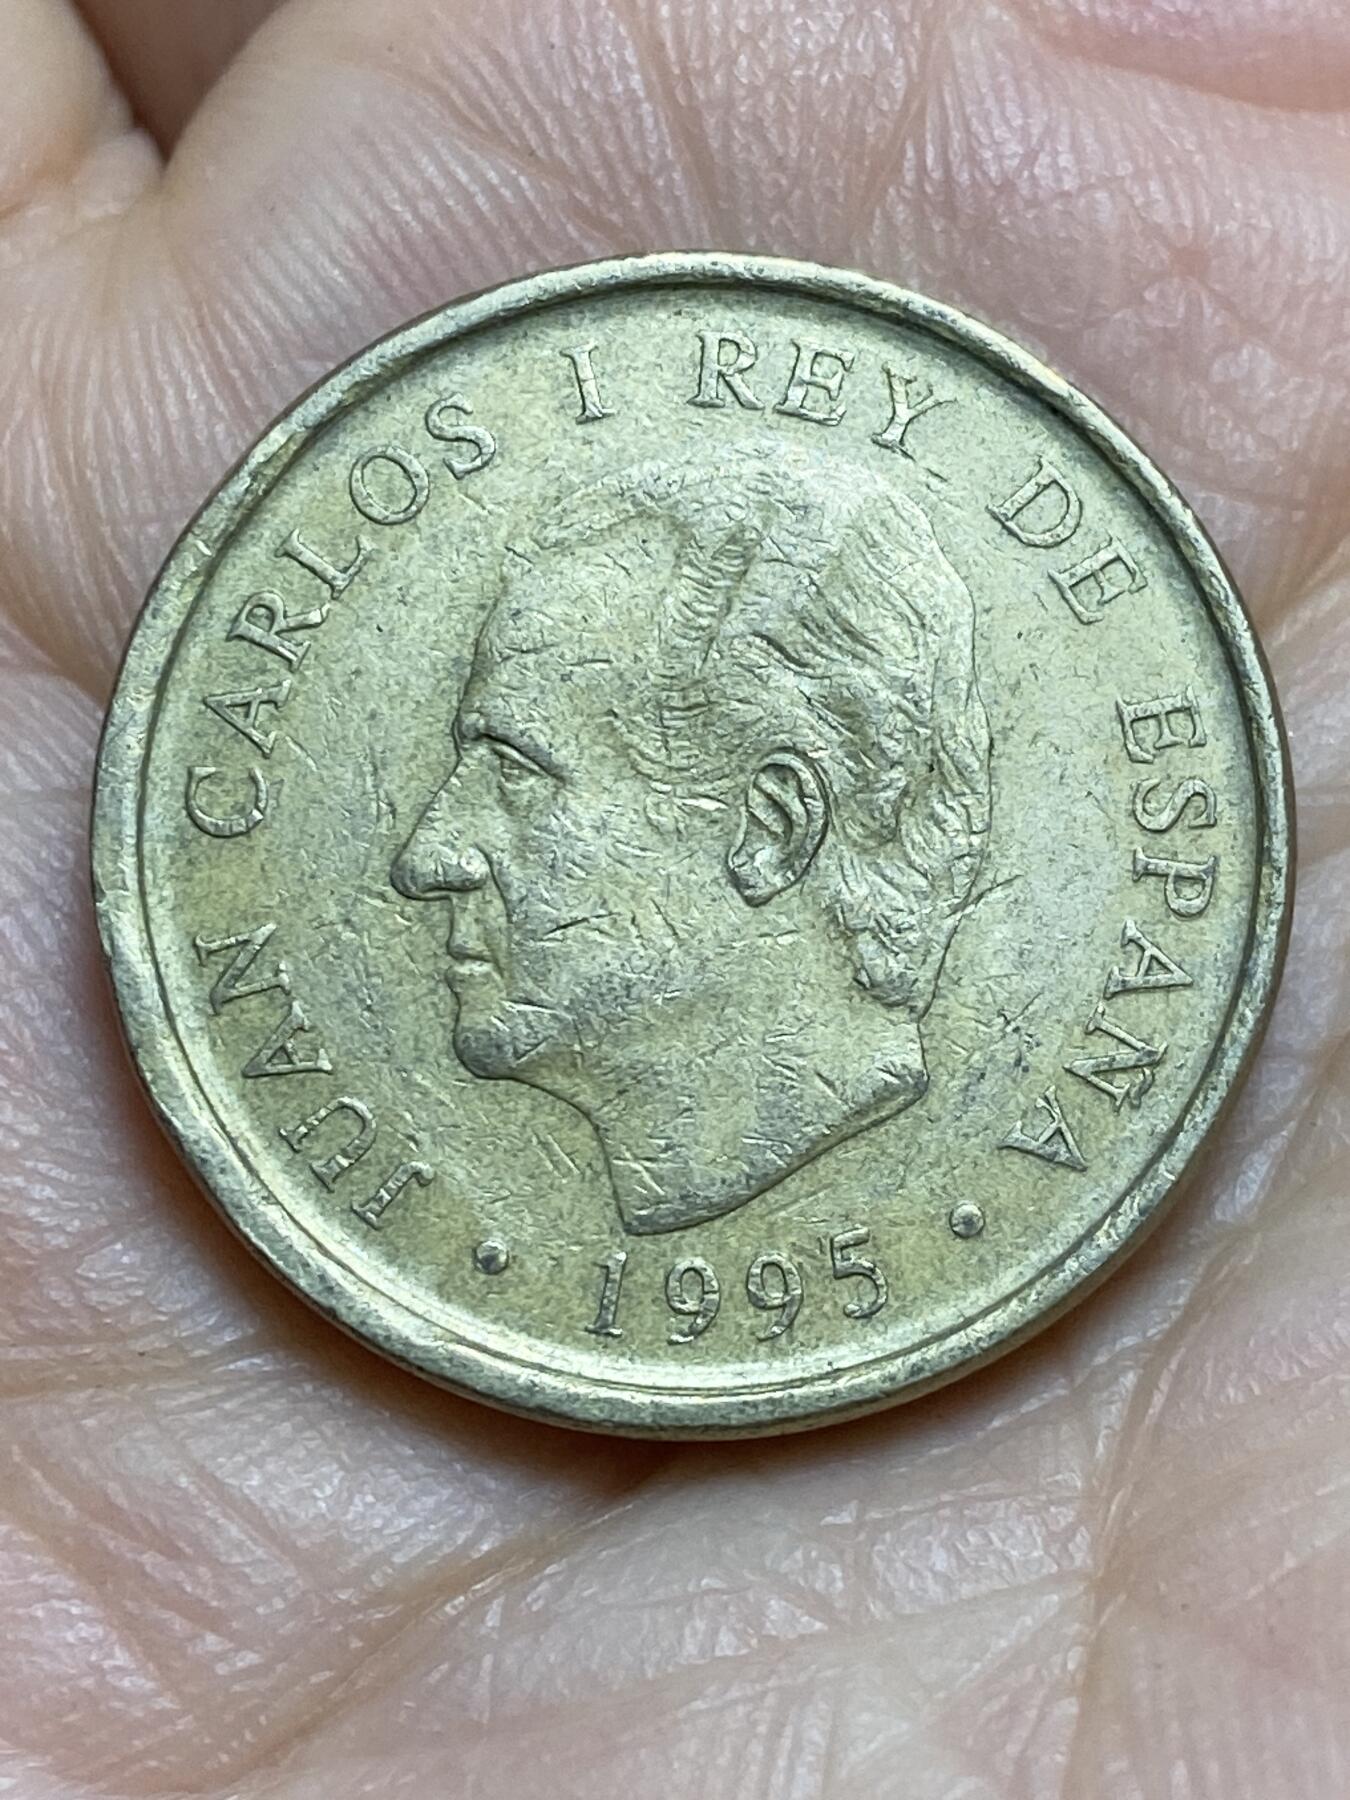 JUAN CARLOS I REY DE ESPAÑA
• 1995 •